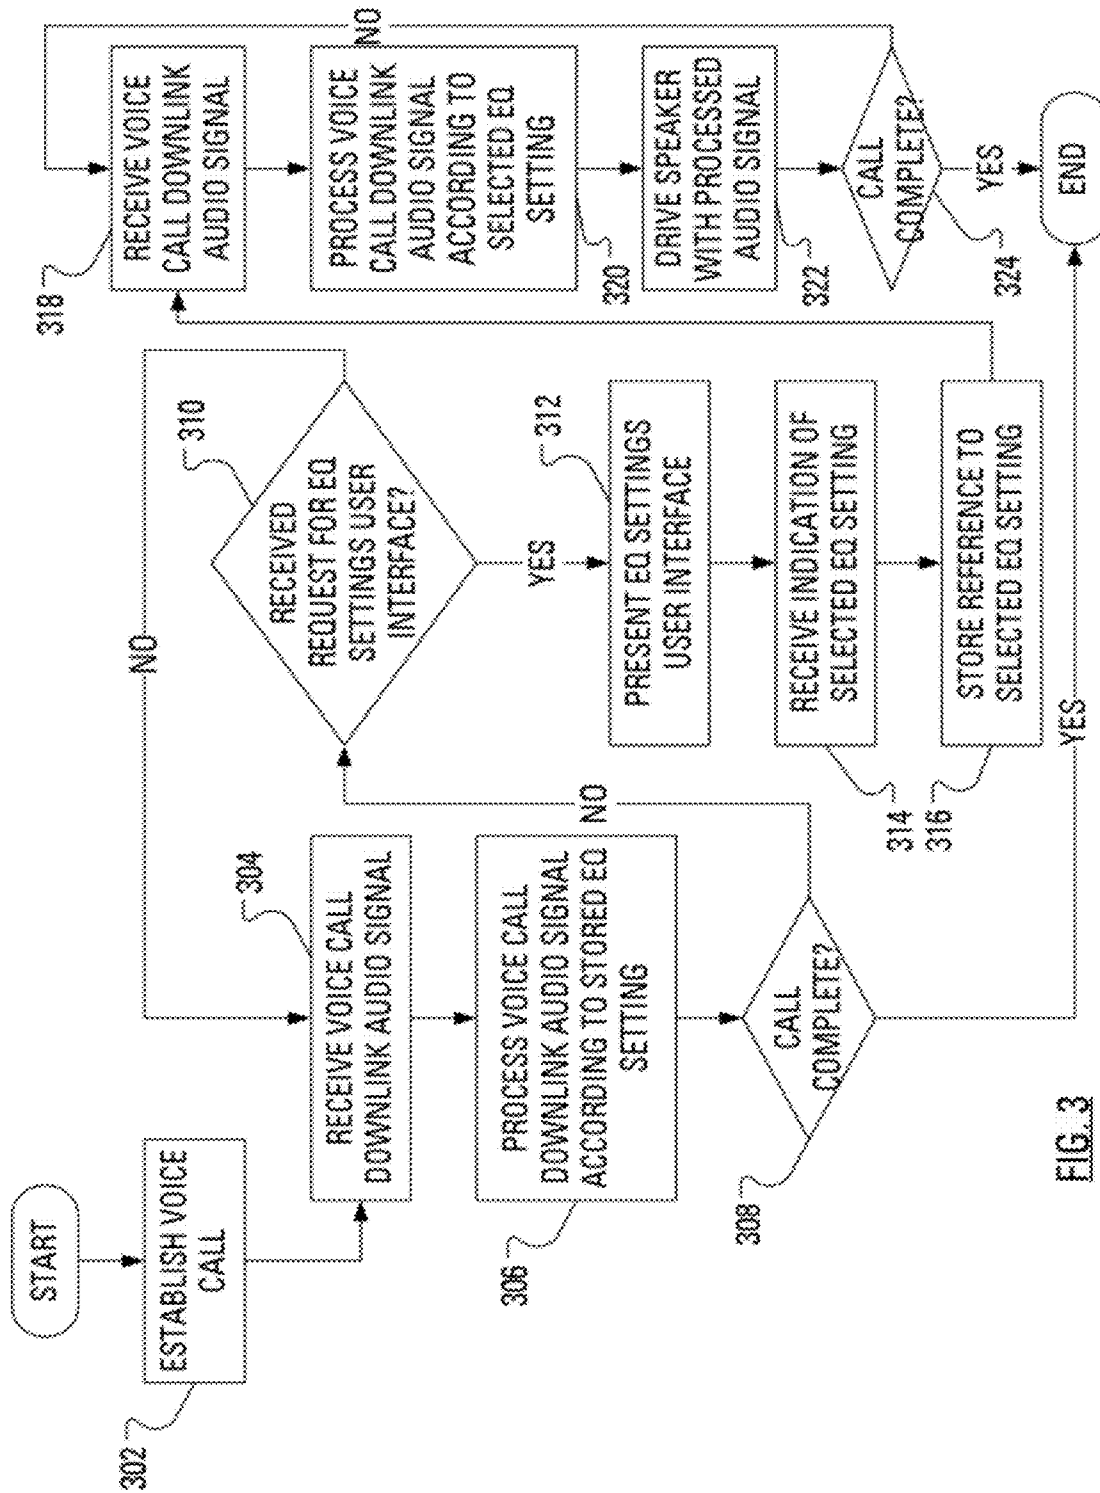 START
302
ESTABLISH VOICE
CALL
304
RECEIVE VOICE CALL
DOWNLINK AUDIO SIGNAL
306
PROCESS VOICE CALL
DOWNLINK AUDIO SIGNAL
ACCORDING TO STORED EQ
SETTING
308
CALL
COMPLETE?
NO
YES
310
RECEIVED
REQUEST FOR EQ
SETTINGS USER
INTERFACE?
NO
YES
312
PRESENT EQ SETTINGS
USER INTERFACE
314
RECEIVE INDICATION OF
SELECTED EQ SETTING
316
STORE REFERENCE TO
SELECTED EQ SETTING
318
RECEIVE VOICE
CALL DOWNLINK
AUDIO SIGNAL
320
PROCESS VOICE
CALL DOWNLINK
AUDIO SIGNAL
ACCORDING TO
SELECTED EQ
SETTING
322
DRIVE SPEAKER
WITH PROCESSED
AUDIO SIGNAL
324
CALL
COMPLETE?
NO
YES
END
FIG. 3